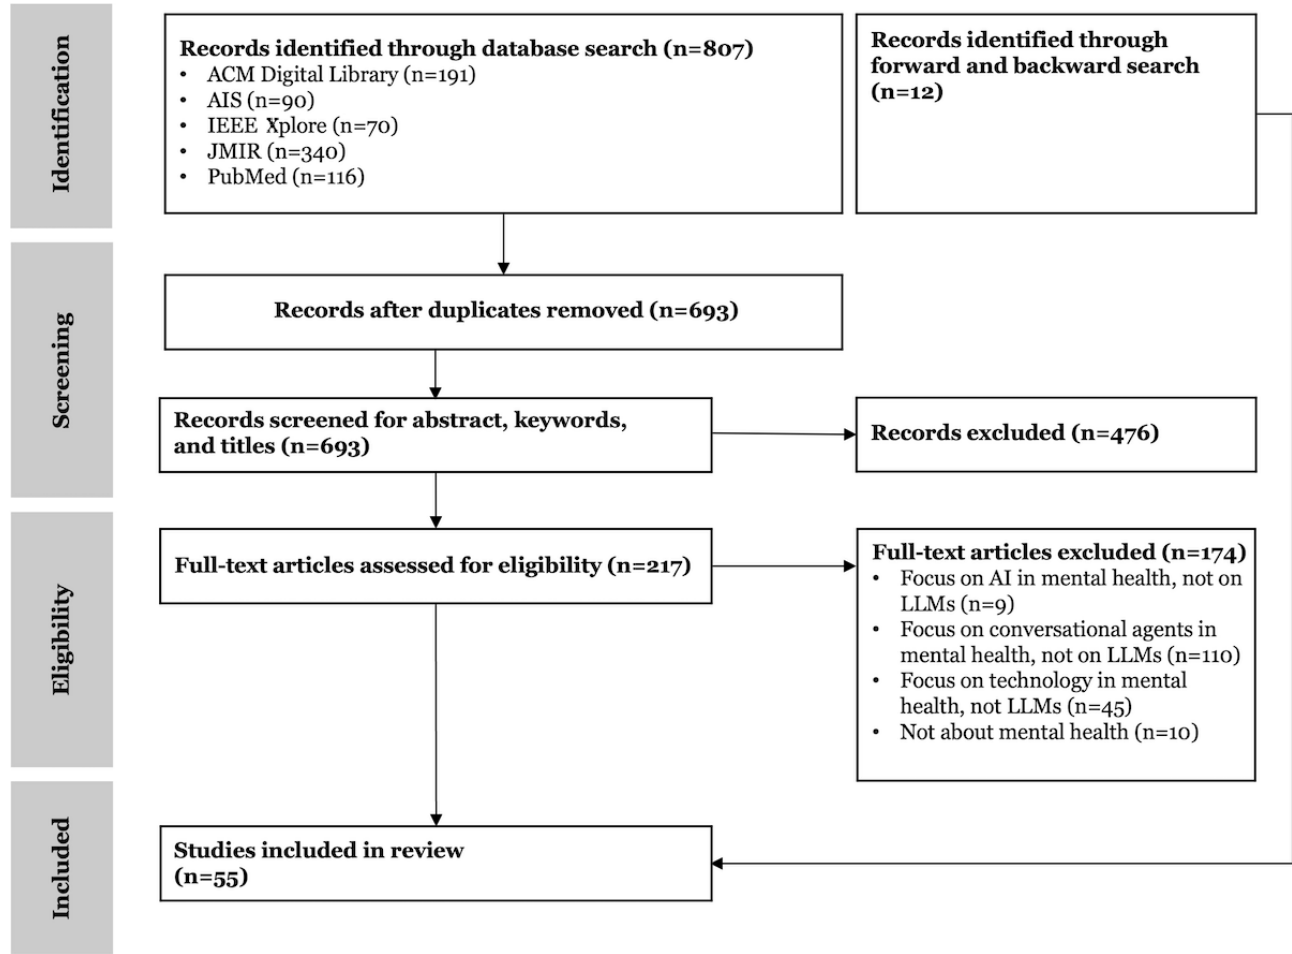 Identification
Records identified through database search (n=807)
• ACM Digital Library (n=191)
• AIS (n=90)
• IEEE Xplore (n=70)
• JMIR (n=340)
• PubMed (n=116)
Records identified through
forward and backward search
(n=12)
Screening
Records after duplicates removed (n=693)
Records screened for abstract, keywords,
and titles (n=693)
Records excluded (n=476)
Eligibility
Full-text articles assessed for eligibility (n=217)
Full-text articles excluded (n=174)
• Focus on AI in mental health, not on
LLMs (n=9)
• Focus on conversational agents in
mental health, not on LLMs (n=110)
• Focus on technology in mental
health, not LLMs (n=45)
• Not about mental health (n=10)
Included
Studies included in review
(n=55)